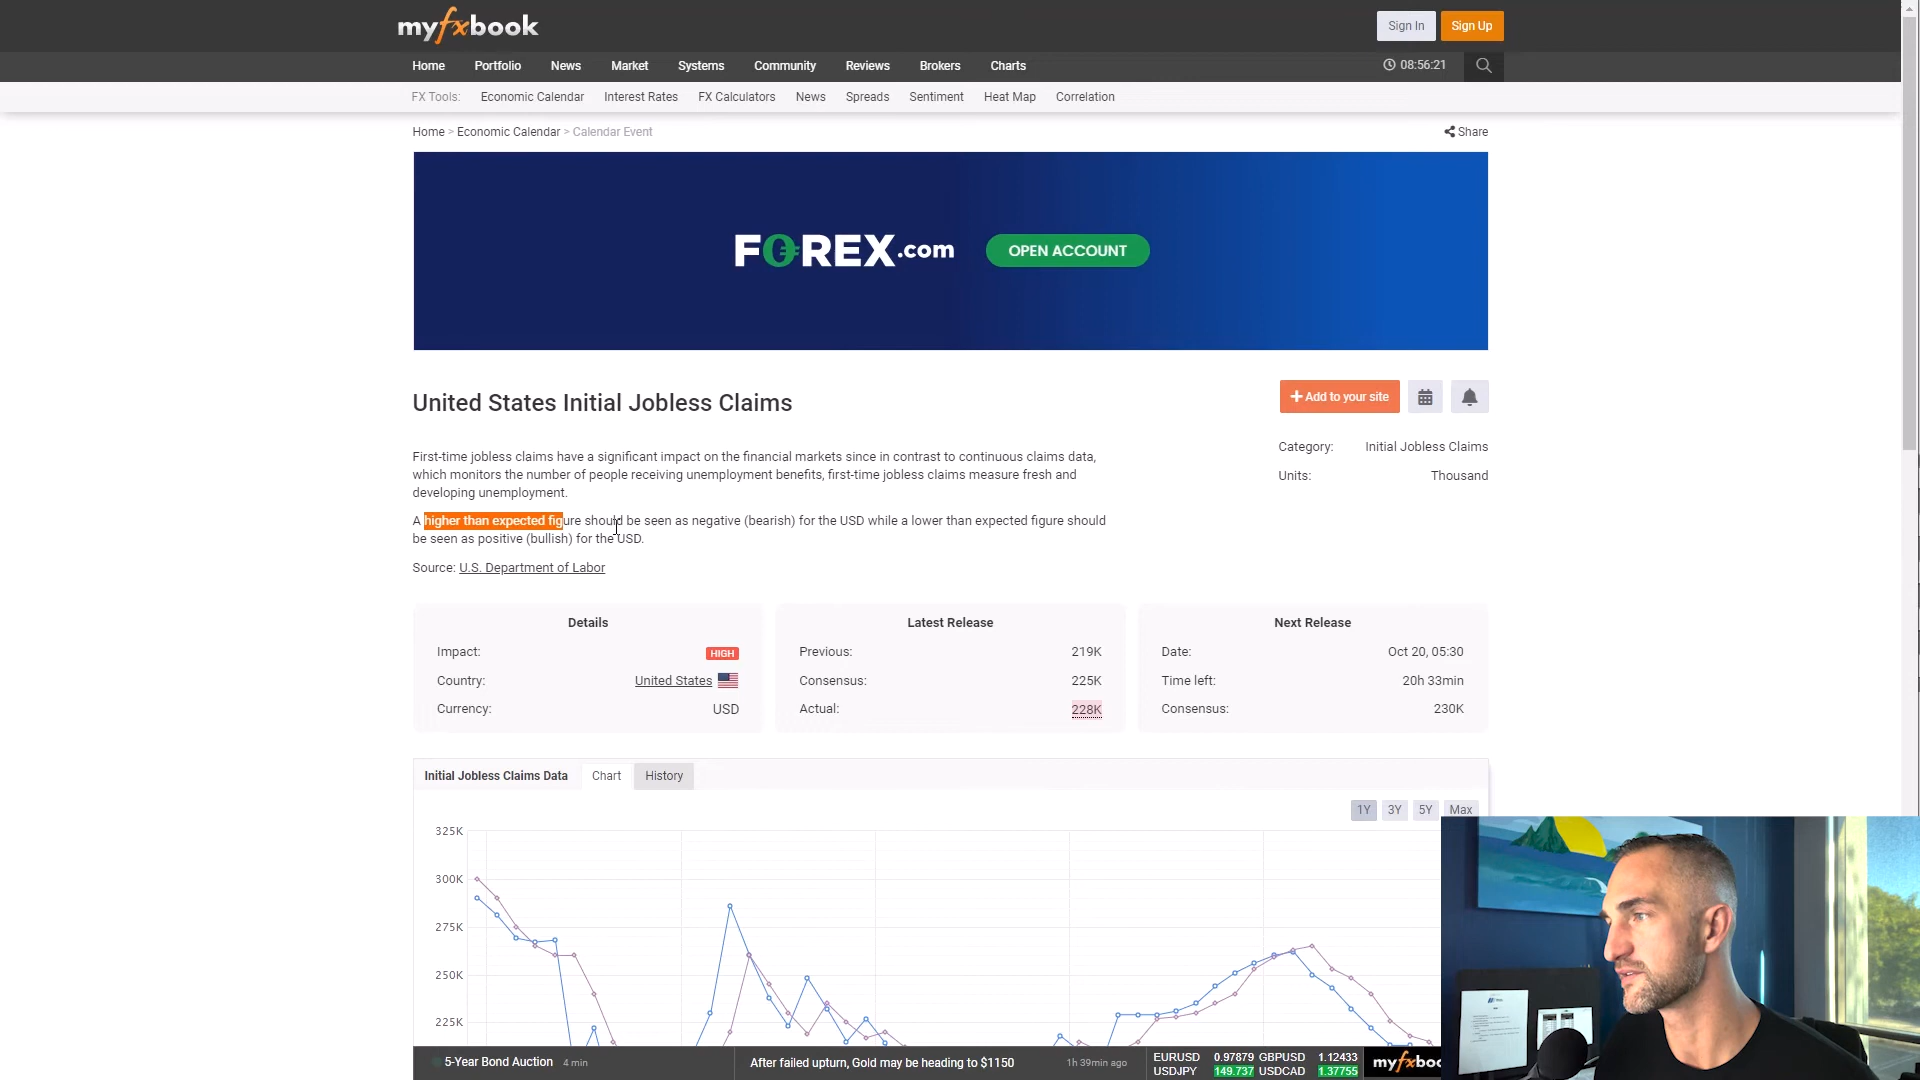 myfxbook
Sign In
Sign Up
Home
Portfolio
News
Market
Systems
Community
Reviews
Brokers
Charts
08:56:21
FX Tools:
Economic Calendar
Interest Rates
FX Calculators
News
Spreads
Sentiment
Heat Map
Correlation
Home > Economic Calendar > Calendar Event
Share
FOREX.com
OPEN ACCOUNT
United States Initial Jobless Claims
+ Add to your site
First-time jobless claims have a significant impact on the financial markets since in contrast to continuous claims data,
which monitors the number of people receiving unemployment benefits, first-time jobless claims measure fresh and
developing unemployment.
Category: Initial Jobless Claims
Units: Thousand
A higher than expected figure should be seen as negative (bearish) for the USD while a lower than expected figure should
be seen as positive (bullish) for the USD.
Source: U.S. Department of Labor
Details
Impact: HIGH
Country: United States
Currency: USD
Latest Release
Previous: 219K
Consensus: 225K
Actual: 228K
Next Release
Date: Oct 20, 05:30
Time left: 20h 33min
Consensus: 230K
Initial Jobless Claims Data
Chart
History
1Y
3Y
5Y
Max
325K
300K
275K
250K
225K
5-Year Bond Auction 4 min
After failed upturn, Gold may be heading to $1150 1h 39min ago
EURUSD 0.97879 GBPUSD 1.12433
USDJPY 149.737 USDCAD 1.37755
myfxboo